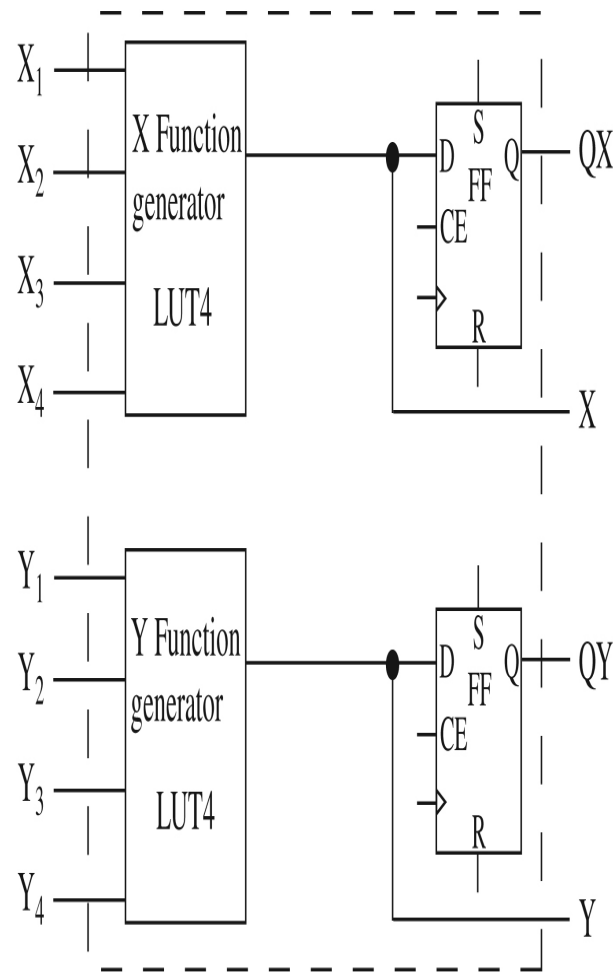 X1
X2
X3
X4
X Function
generator
LUT4
S
D
Q
FF
CE
R
QX
X
Y1
Y2
Y3
Y4
Y Function
generator
LUT4
S
D
Q
FF
CE
R
QY
Y